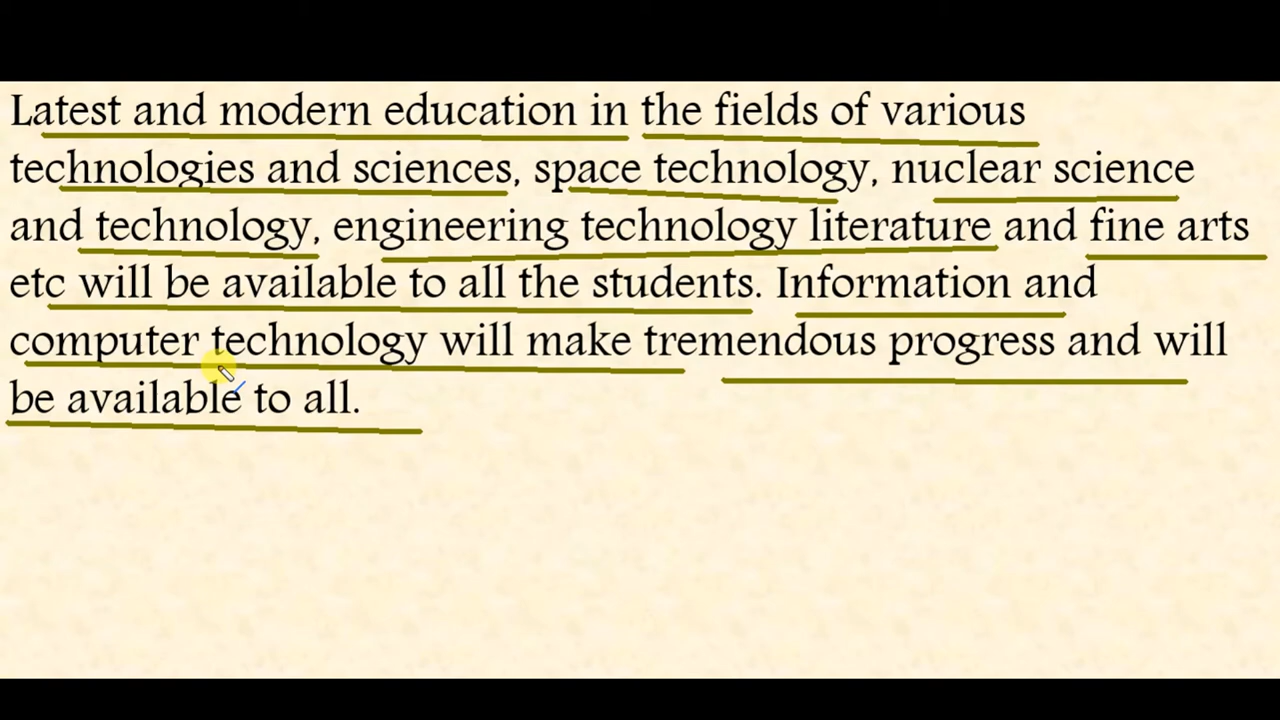 Latest and modern education in the fields of various
technologies and sciences, space technology, nuclear science
and technology, engineering technology literature and fine arts
etc will be available to all the students. Information and
computer technology will make tremendous progress and will
be available to all.